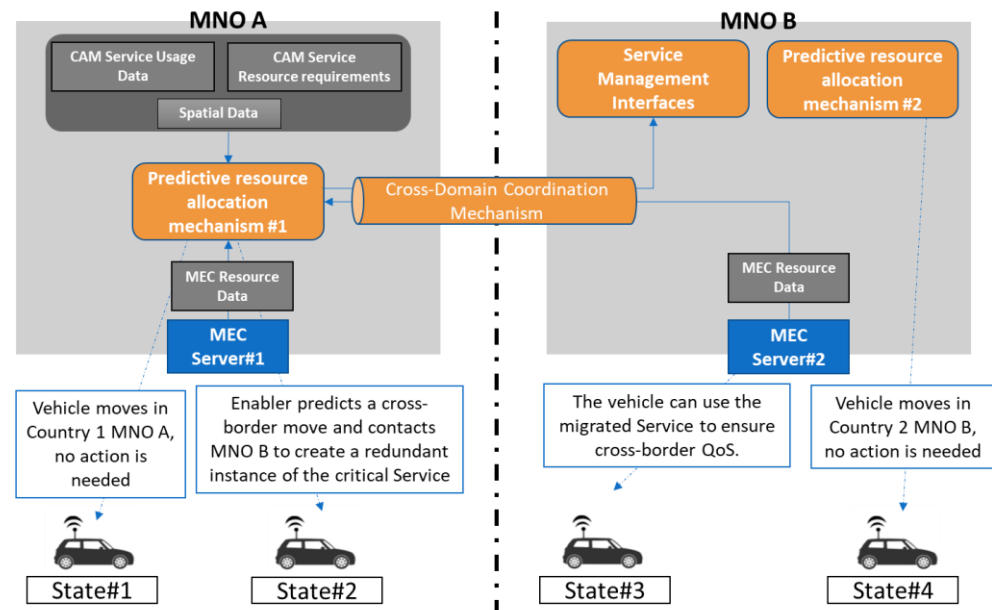 MNO A
CAM Service Usage
Data
CAM Service
Resource requirements
Spatial Data
Predictive resource
allocation
mechanism #1
MEC Resource
Data
MEC
Server#1
Cross-Domain Coordination
Mechanism
MNO B
Service
Management
Interfaces
Predictive resource
allocation
mechanism #2
MEC Resource
Data
MEC
Server#2
Vehicle moves in
Country 1 MNO A,
no action is
needed
Enabler predicts a cross-
border move and contacts
MNO B to create a redundant
instance of the critical Service
The vehicle can use the
migrated Service to ensure
cross-border QoS.
Vehicle moves in
Country 2 MNO B,
no action is needed
State#1
State#2
State#3
State#4